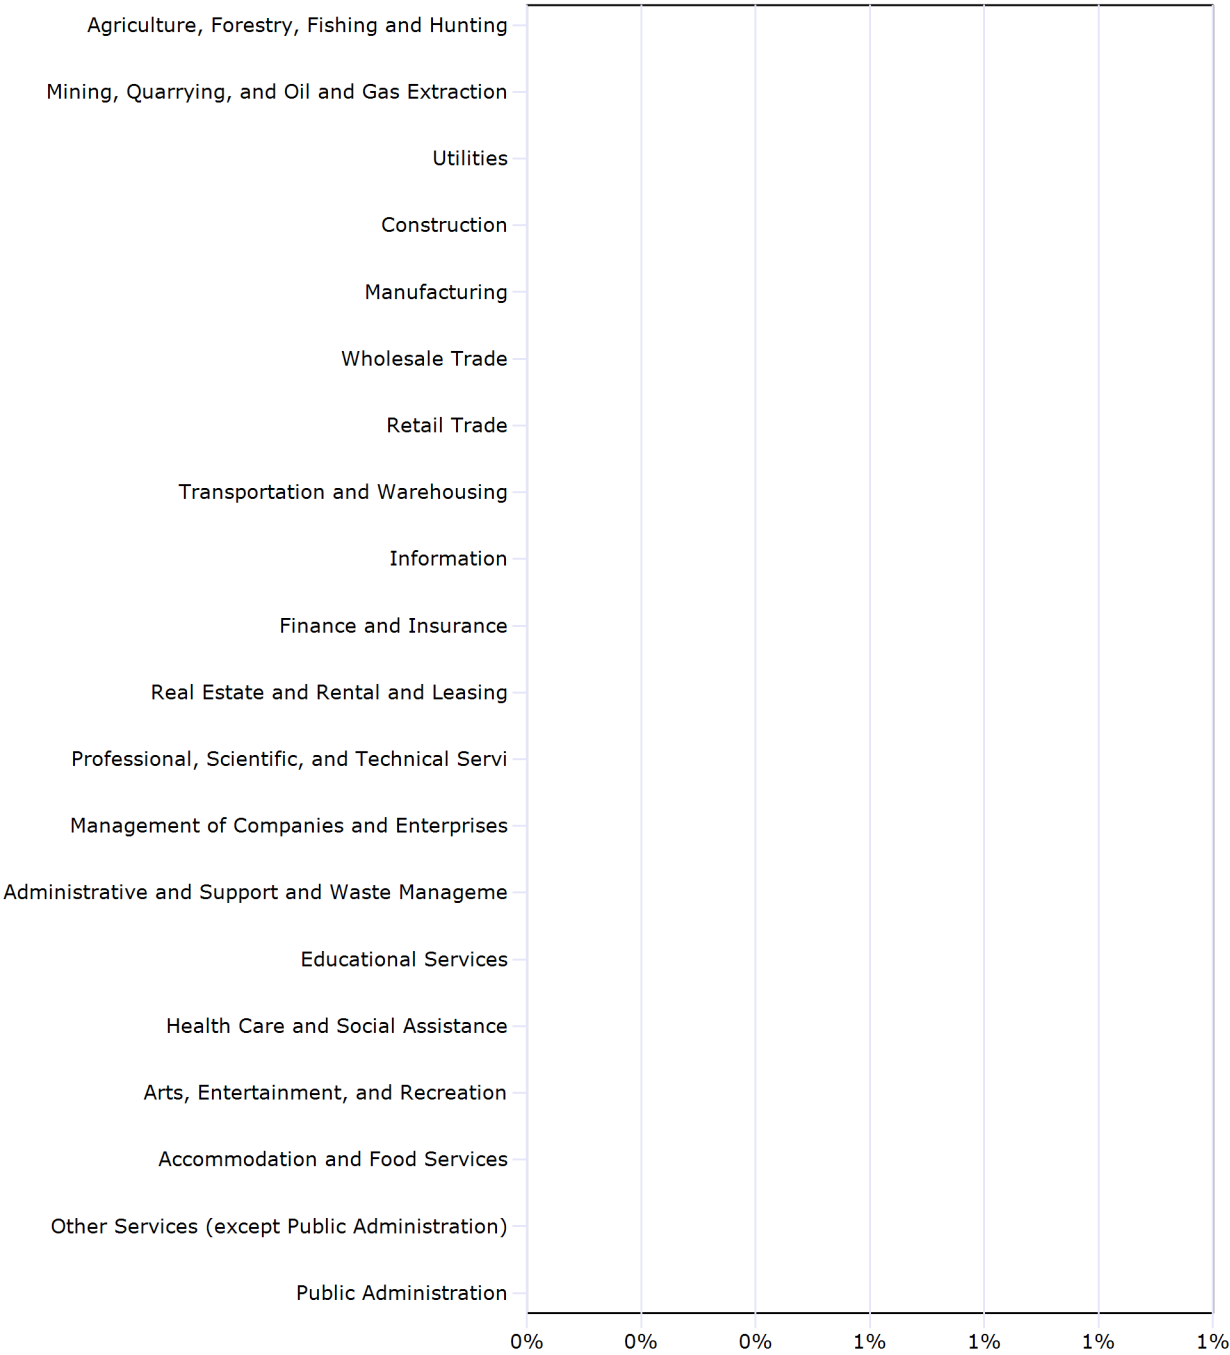 Agriculture, Forestry, Fishing and Hunting
Mining, Quarrying, and Oil and Gas Extraction
Utilities
Construction
Manufacturing
Wholesale Trade
Retail Trade
Transportation and Warehousing
Information
Finance and Insurance
Real Estate and Rental and Leasing
Professional, Scientific, and Technical Servi
Management of Companies and Enterprises
Administrative and Support and Waste Manageme
Educational Services
Health Care and Social Assistance
Arts, Entertainment, and Recreation
Accommodation and Food Services
Other Services (except Public Administration)
Public Administration
0% 0% 0% 1% 1% 1% 1%